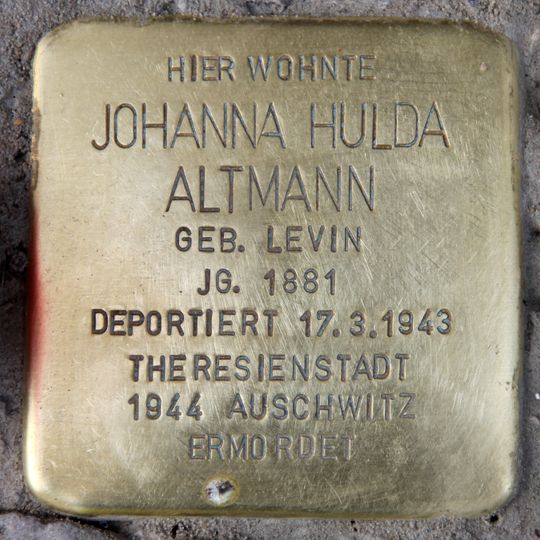 HIER WOHNTE
JOHANNA HULDA
ALTMANN
GEB. LEVIN
JG. 1881
DEPORTIERT 17.3.1943
THERESIENSTADT
1944 AUSCHWITZ
ERMORDET